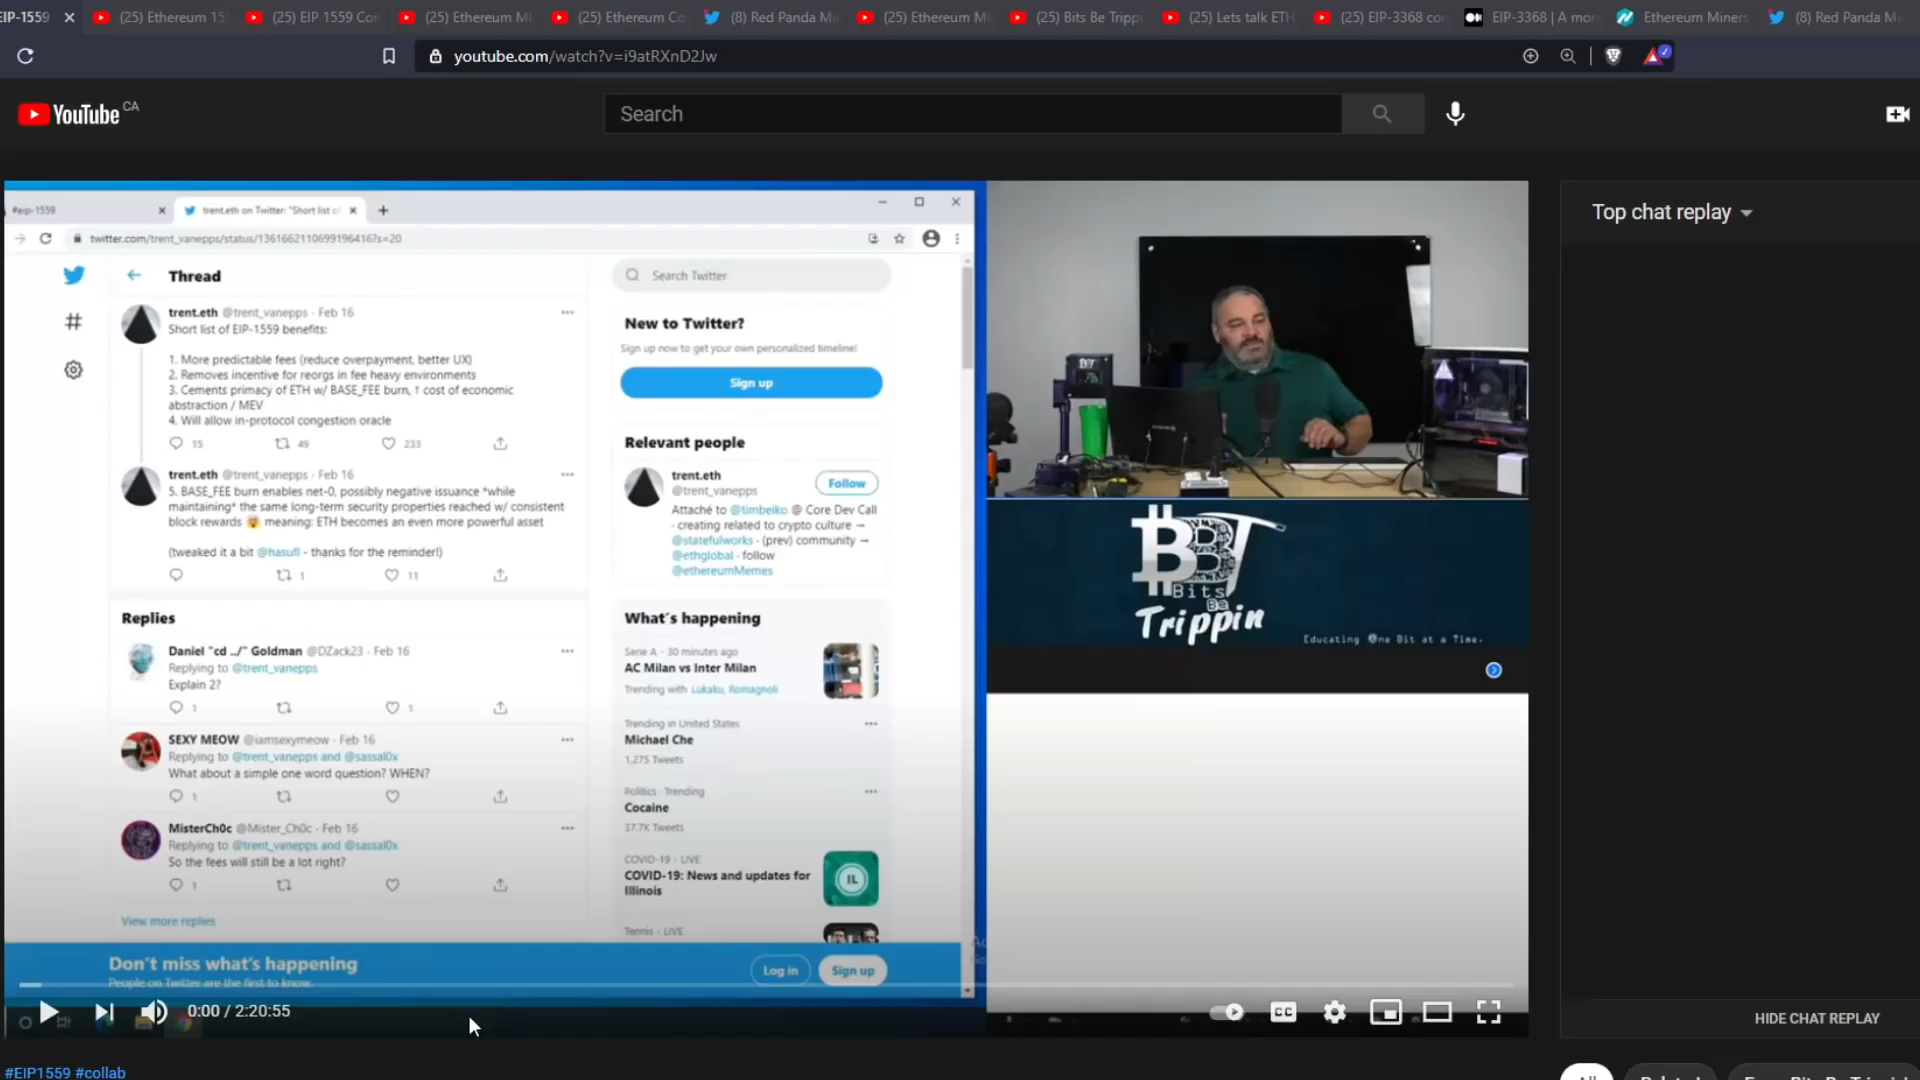 EIP-1559
(25) Ethereum 15
(25) EIP 1559 Co
(25) Ethereum M
(25) Ethereum Co
(8) Red Panda Mi
(25) Ethereum M
(25) Bits Be Tripp
(25) Lets talk ETH
(25) EIP-3368 con
EIP-3368 | A mor
Ethereum Miners
(8) Red Panda M
youtube.com/watch?v=i9atRXnD2Jw
YouTube CA
Search
#eip-1559
trent.eth on Twitter: "Short list of
twitter.com/trent_vanepps/status/1361662110699196416?s=20
Thread
Search Twitter
trent.eth @trent_vanepps · Feb 16
Short list of EIP-1559 benefits:
1. More predictable fees (reduce overpayment, better UX)
2. Removes incentive for reorgs in fee heavy environments
3. Cements primacy of ETH w/ BASE_FEE burn, ↑ cost of economic
abstraction / MEV
4. Will allow in-protocol congestion oracle
15 49 233
trent.eth @trent_vanepps · Feb 16
5. BASE_FEE burn enables net-0, possibly negative issuance *while
maintaining* the same long-term security properties reached w/ consistent
block rewards 🤯 meaning: ETH becomes an even more powerful asset
(tweaked it a bit @hasufl - thanks for the reminder!)
1 11
Replies
Daniel "cd ../" Goldman @DZack23 · Feb 16
Replying to @trent_vanepps
Explain 2?
1 1
SEXY MEOW @iamsexymeow · Feb 16
Replying to @trent_vanepps and @sassal0x
What about a simple one word question? WHEN?
1
MisterCh0c @Mister_Ch0c · Feb 16
Replying to @trent_vanepps and @sassal0x
So the fees will still be a lot right?
1
View more replies
New to Twitter?
Sign up now to get your own personalized timeline!
Sign up
Relevant people
trent.eth
@trent_vanepps
Follow
Attaché to @timbeiko @ Core Dev Call
· creating related to crypto culture →
@statefulworks · (prev) community →
@ethglobal · follow
@ethereumMemes
What's happening
Serie A · 30 minutes ago
AC Milan vs Inter Milan
Trending with Lukaku, Romagnoli
Trending in United States
Michael Che
1,275 Tweets
Politics · Trending
Cocaine
37.7K Tweets
COVID-19 · LIVE
COVID-19: News and updates for
Illinois
IL
Tennis · LIVE
Don't miss what's happening
People on Twitter are the first to know.
Log in
Sign up
BBT
Bits
Be
Trippin
Educating One Bit at a Time.
Top chat replay
HIDE CHAT REPLAY
0:00 / 2:20:55
CC
#EIP1559 #collab
All
Related
From Bits Be Trippin